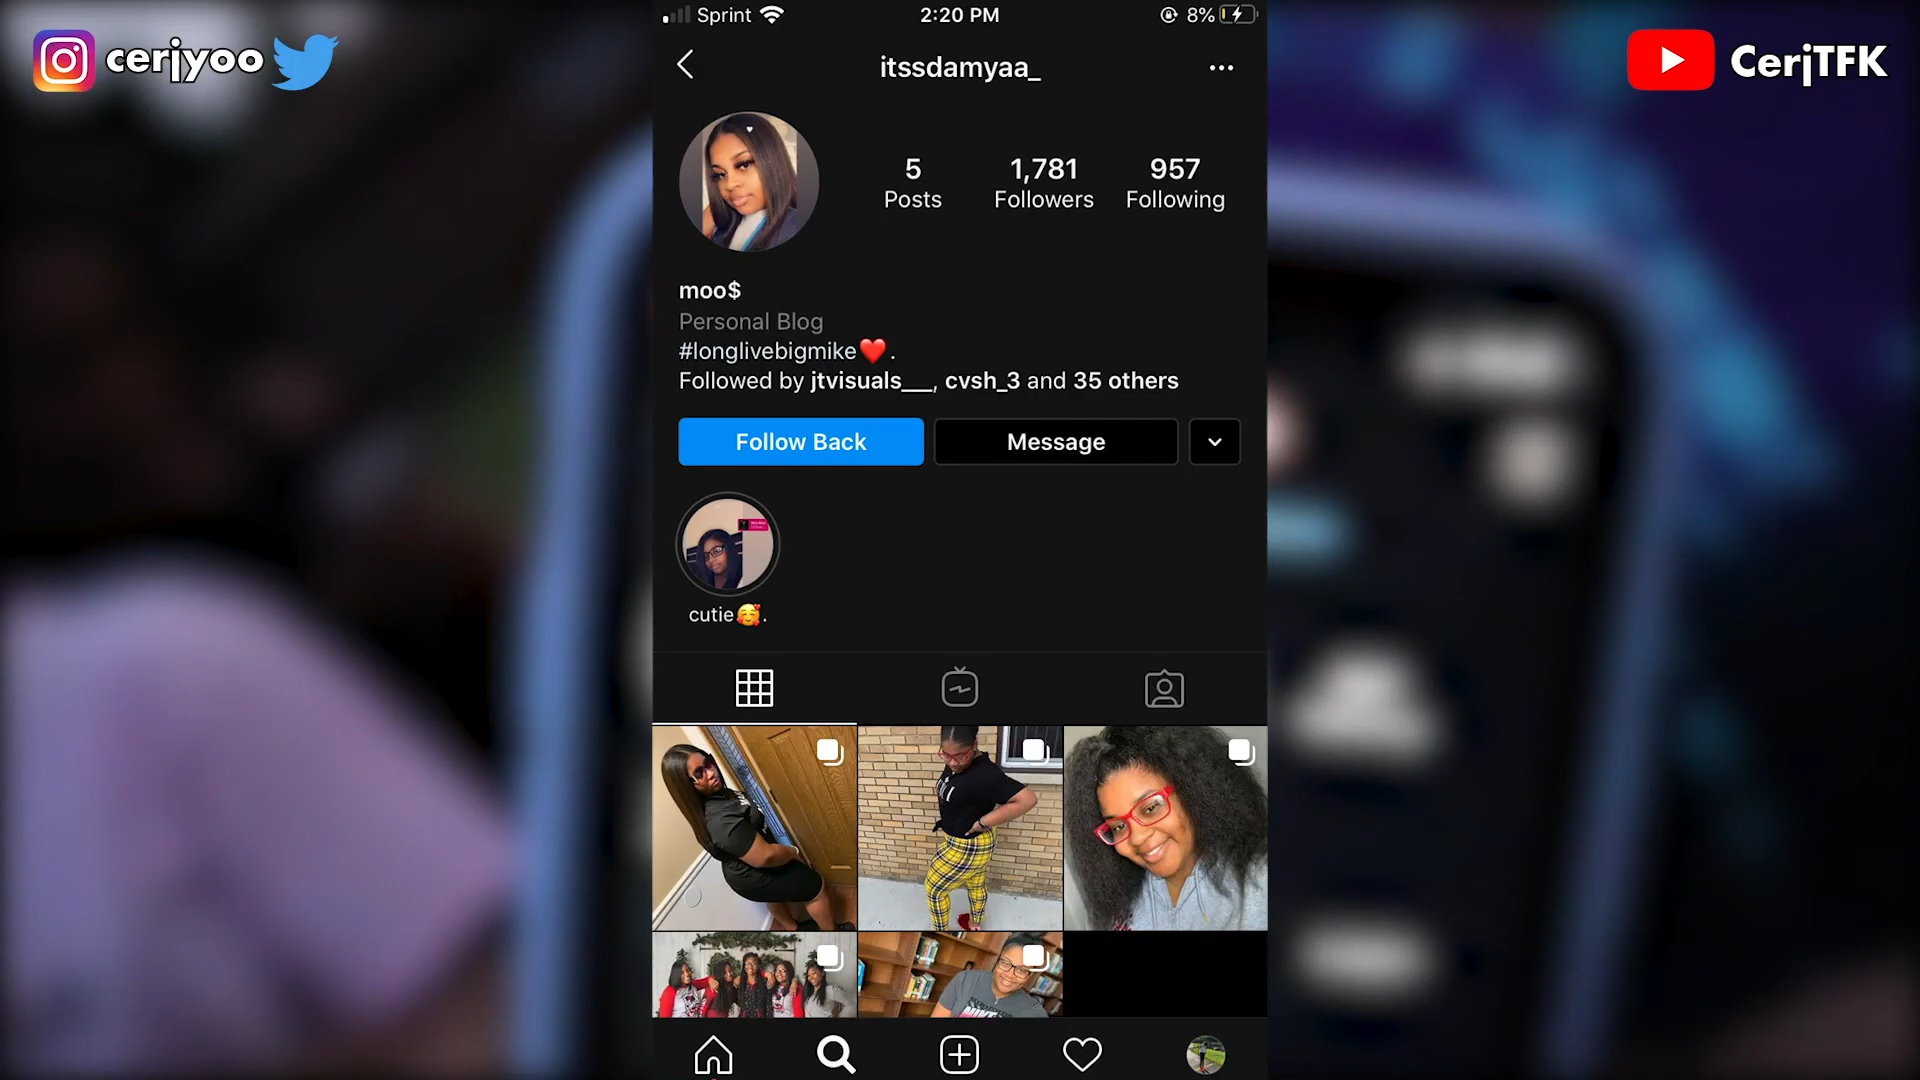 cerjyoo
CerjTFK
Sprint
2:20 PM
8%
itssdamyaa_
5
1,781
957
Posts
Followers
Following
moo$
Personal Blog
#longlivebigmike❤️.
Followed by jtvisuals___, cvsh_3 and 35 others
Follow Back
Message
cutie🥰.